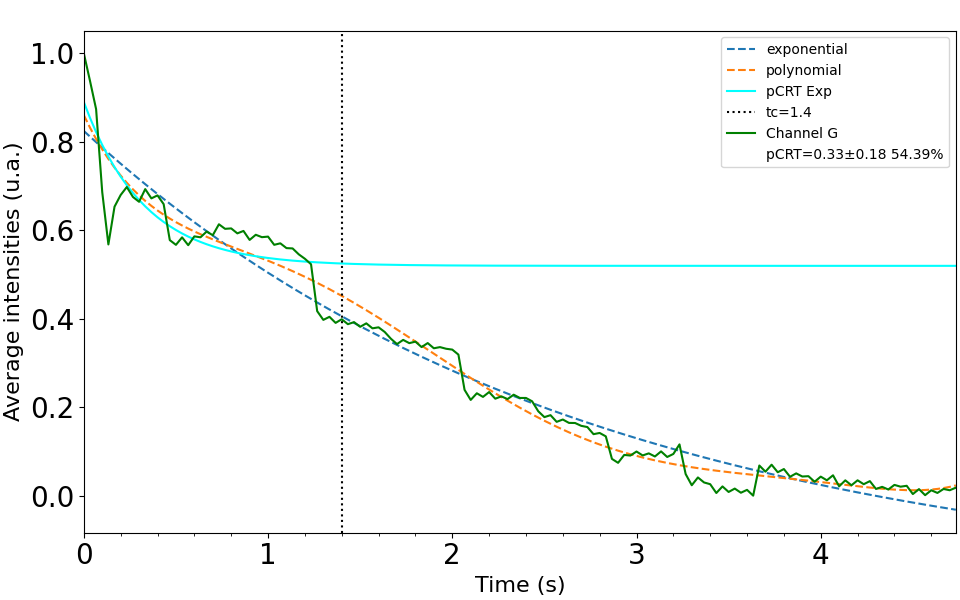 1.0
0.8
0.6
0.4
0.2
0.0
Average intensities (u.a.)
exponential
polynomial
pCRT Exp
tc=1.4
Channel G
pCRT=0.33±0.18 54.39%
0 1 2 3 4
Time (s)